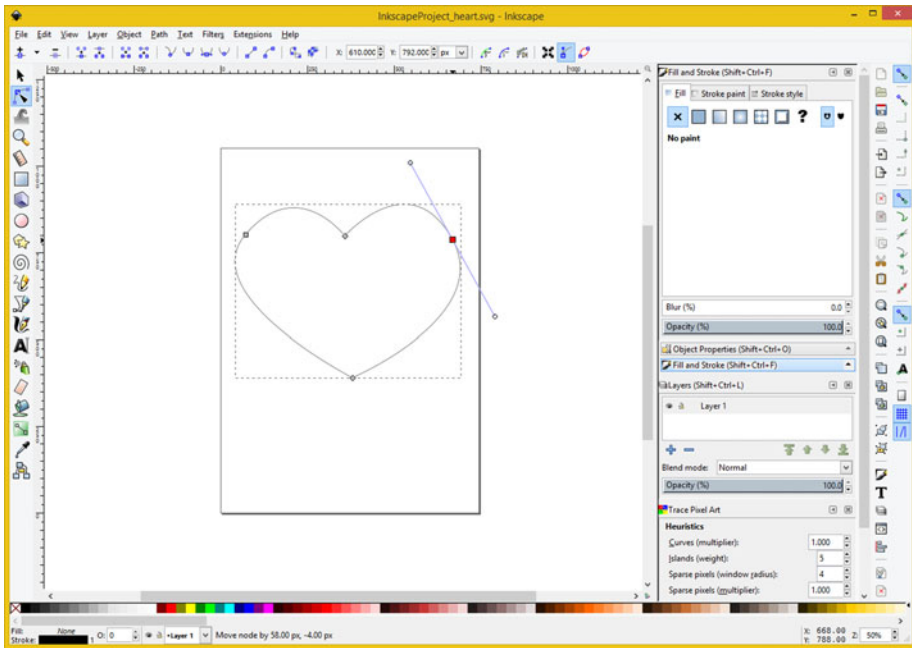 InkscapeProject_heart.svg - Inkscape
File Edit View Layer Object Path Text Filters Extensions Help
X: 610.000 Y: 792.000 px
Fill and Stroke (Shift+Ctrl+F)
Fill Stroke paint Stroke style
?
No paint
Blur (%) 0.0
Opacity (%) 100.0
Object Properties (Shift+Ctrl+O)
Fill and Stroke (Shift+Ctrl+F)
Layers (Shift+Ctrl+L)
Layer 1
Blend mode: Normal
Opacity (%) 100.0
Trace Pixel Art
Heuristics
Curves (multiplier): 1.000
Islands (weight): 5
Sparse pixels (window radius): 4
Sparse pixels (multiplier): 1.000
Fill: None
Stroke: 1
O: 0
Layer 1
Move node by 58.00 px, -4.00 px
X: 668.00
Y: 788.00
Z: 50%